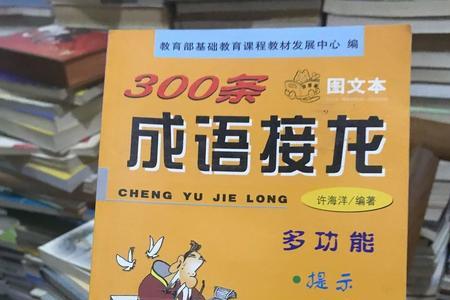 教育部基础教育课程教材发展中心 编
300条
图文本
成语接龙
CHENG YU JIE LONG
许海洋/编著
多功能
•提示